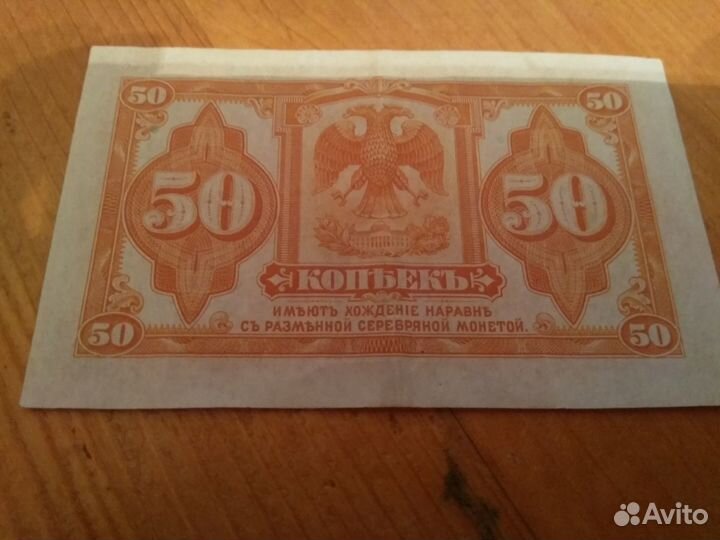 50 50
50 50
КОПѢЕКЪ
ИМѢЮТЪ ХОЖДЕНІЕ НАРАВНѢ
СЪ РАЗМѢННОЙ СЕРЕБРЯНОЙ МОНЕТОЙ.
50 50
Avito